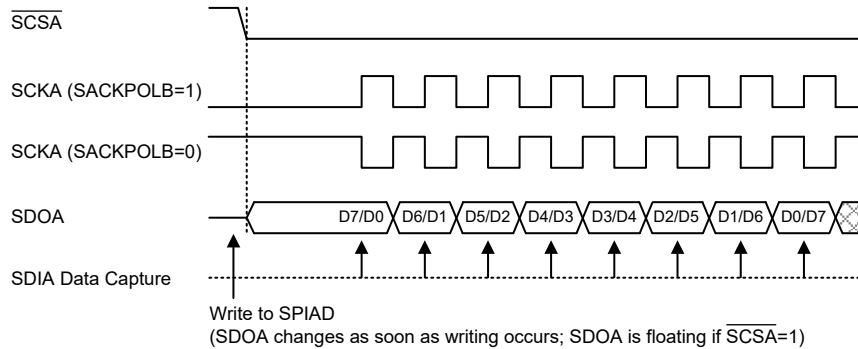 SCSA
SCKA (SACKPOLB=1)
SCKA (SACKPOLB=0)
SDOA D7/D0 D6/D1 D5/D2 D4/D3 D3/D4 D2/D5 D1/D6 D0/D7
SDIA Data Capture
Write to SPIAD
(SDOA changes as soon as writing occurs; SDOA is floating if SCSA=1)